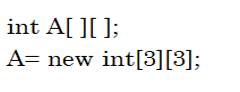 int A[ ][ ];
A= new int[3][3];